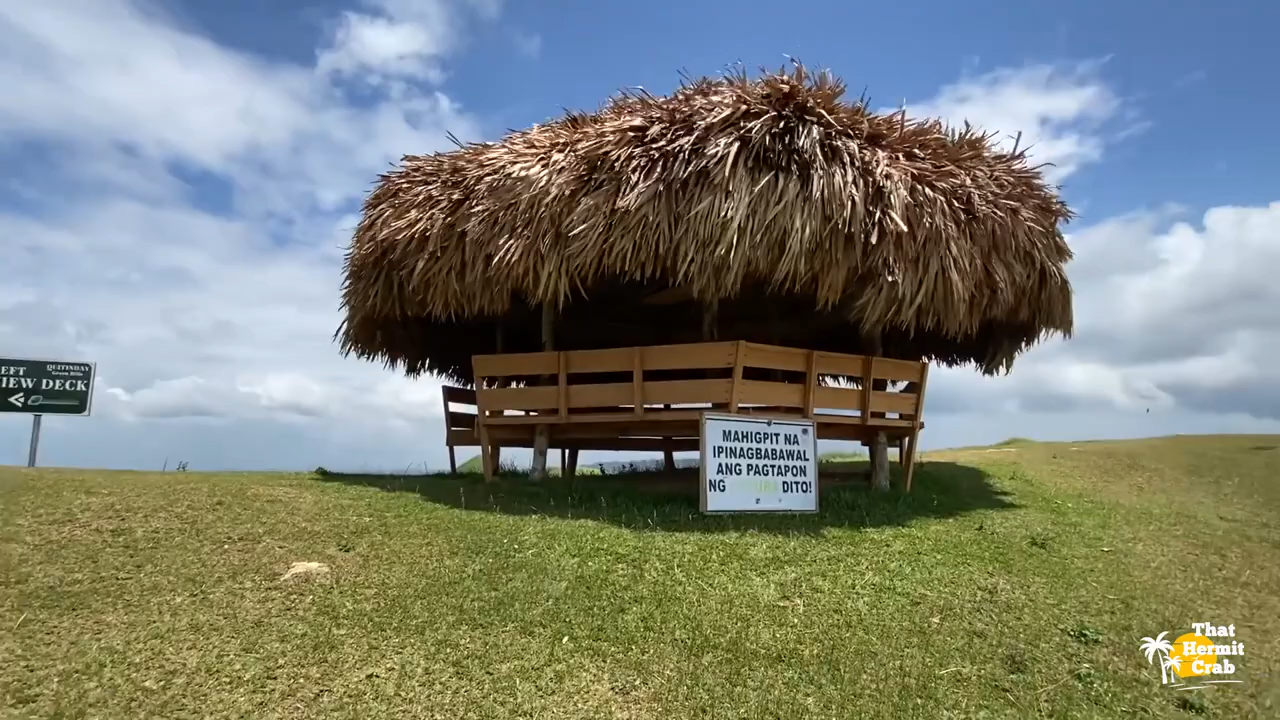 EFT
QUITINDAY
Green Hills
IEW DECK
MAHIGPIT NA
IPINAGBABAWAL
ANG PAGTAPON
NG DITO!
That
Hermit
Crab